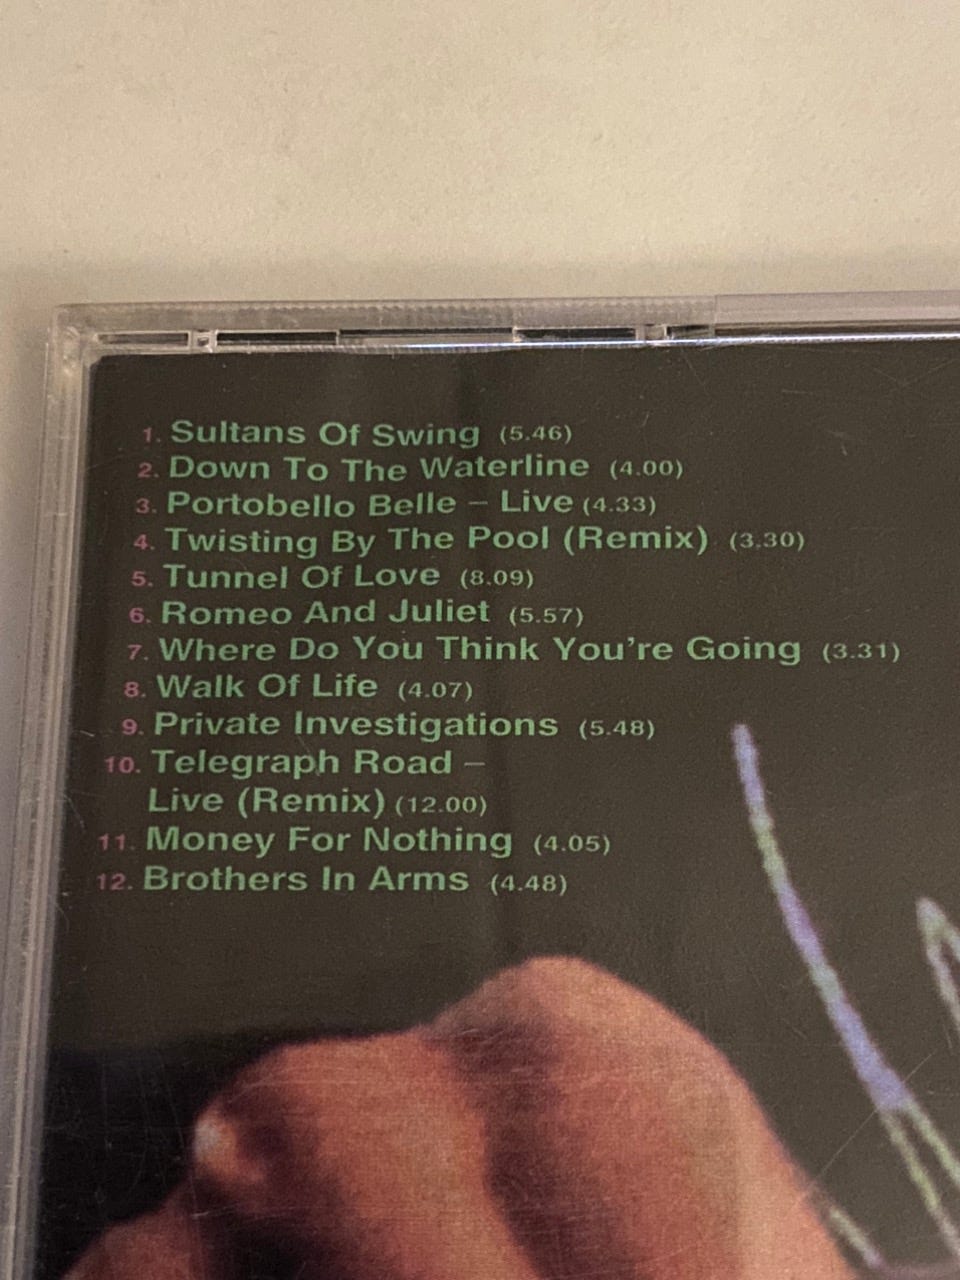 1. Sultans Of Swing (5.46)
2. Down To The Waterline (4.00)
3. Portobello Belle – Live (4.33)
4. Twisting By The Pool (Remix) (3.30)
5. Tunnel Of Love (8.09)
6. Romeo And Juliet (5.57)
7. Where Do You Think You're Going (3.31)
8. Walk Of Life (4.07)
9. Private Investigations (5.48)
10. Telegraph Road –
Live (Remix) (12.00)
11. Money For Nothing (4.05)
12. Brothers In Arms (4.48)